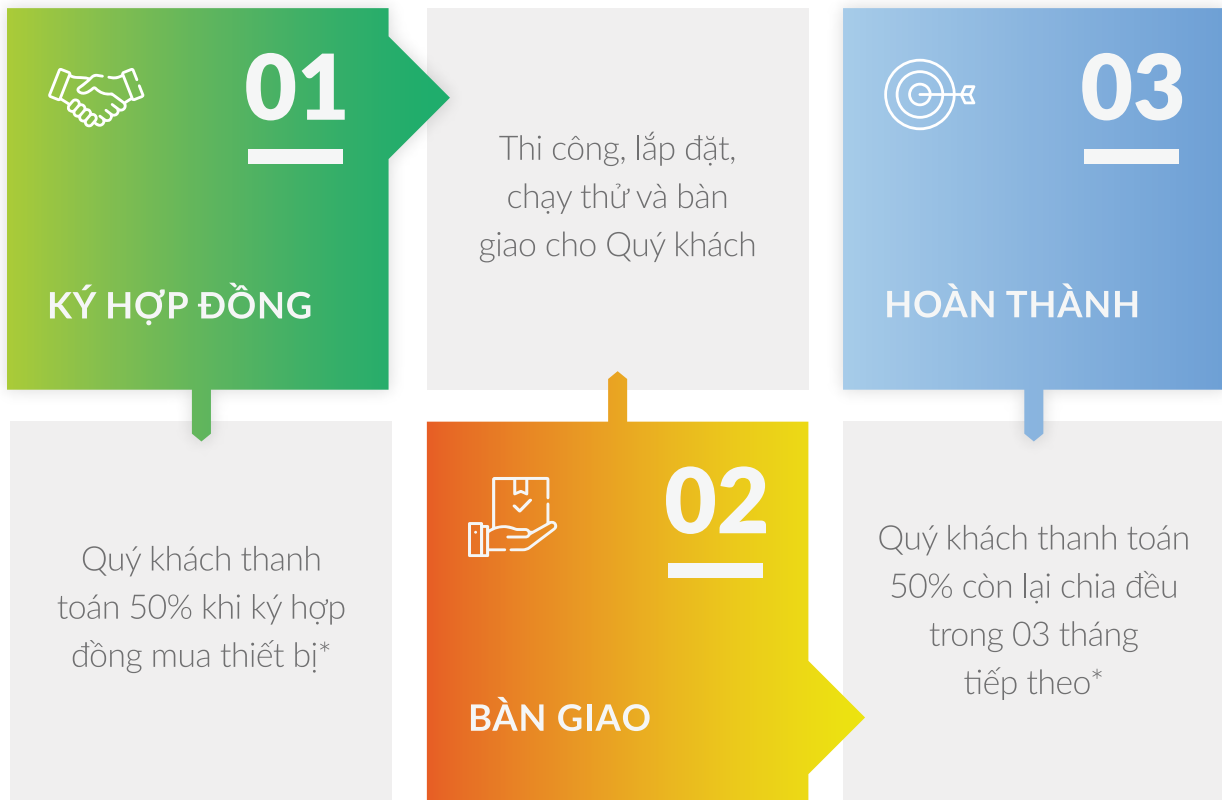 01
KÝ HỢP ĐỒNG
Quý khách thanh
toán 50% khi ký hợp
đồng mua thiết bị*
02
BÀN GIAO
Thi công, lắp đặt,
chạy thử và bàn
giao cho Quý khách
03
HOÀN THÀNH
Quý khách thanh toán
50% còn lại chia đều
trong 03 tháng
tiếp theo*